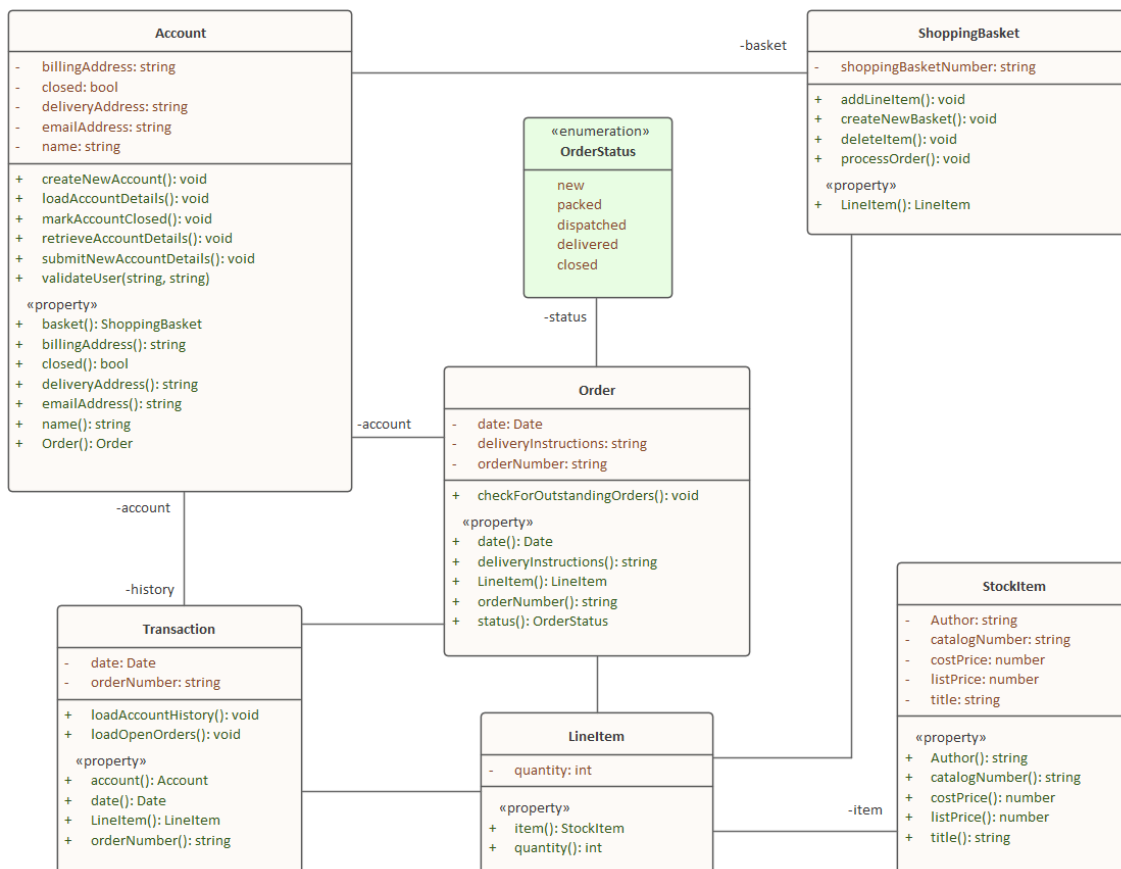 Account
- billingAddress: string
- closed: bool
- deliveryAddress: string
- emailAddress: string
- name: string
+ createNewAccount(): void
+ loadAccountDetails(): void
+ markAccountClosed(): void
+ retrieveAccountDetails(): void
+ submitNewAccountDetails(): void
+ validateUser(string, string)
«property»
+ basket(): ShoppingBasket
+ billingAddress(): string
+ closed(): bool
+ deliveryAddress(): string
+ emailAddress(): string
+ name(): string
+ Order(): Order
-basket
ShoppingBasket
- shoppingBasketNumber: string
+ addLineItem(): void
+ createNewBasket(): void
+ deleteItem(): void
+ processOrder(): void
«property»
+ LineItem(): LineItem
«enumeration»
OrderStatus
new
packed
dispatched
delivered
closed
-status
-account
Order
- date: Date
- deliveryInstructions: string
- orderNumber: string
+ checkForOutstandingOrders(): void
«property»
+ date(): Date
+ deliveryInstructions(): string
+ LineItem(): LineItem
+ orderNumber(): string
+ status(): OrderStatus
-account
-history
Transaction
- date: Date
- orderNumber: string
+ loadAccountHistory(): void
+ loadOpenOrders(): void
«property»
+ account(): Account
+ date(): Date
+ LineItem(): LineItem
+ orderNumber(): string
LineItem
- quantity: int
«property»
+ item(): StockItem
+ quantity(): int
-item
StockItem
- Author: string
- catalogNumber: string
- costPrice: number
- listPrice: number
- title: string
«property»
+ Author(): string
+ catalogNumber(): string
+ costPrice(): number
+ listPrice(): number
+ title(): string